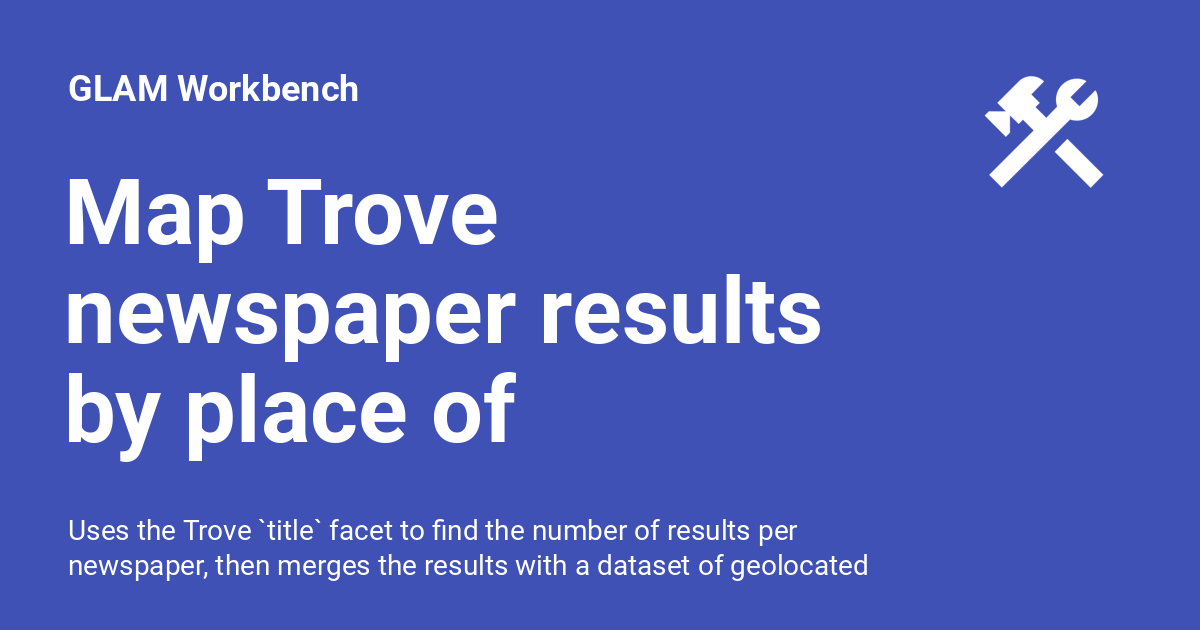 GLAM Workbench
Map Trove
newspaper results
by place of
Uses the Trove `title` facet to find the number of results per
newspaper, then merges the results with a dataset of geolocated